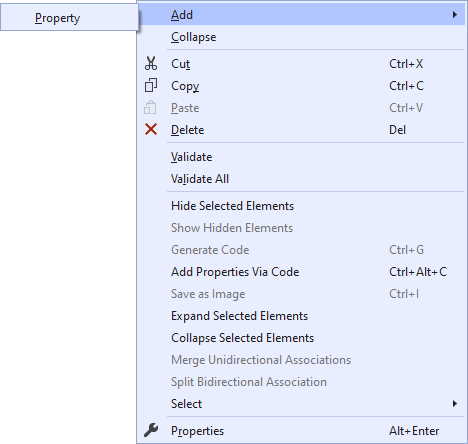 Property
Add
Collapse
Cut Ctrl+X
Copy Ctrl+C
Paste Ctrl+V
Delete Del
Validate
Validate All
Hide Selected Elements
Show Hidden Elements
Generate Code Ctrl+G
Add Properties Via Code Ctrl+Alt+C
Save as Image Ctrl+I
Expand Selected Elements
Collapse Selected Elements
Merge Unidirectional Associations
Split Bidirectional Association
Select
Properties Alt+Enter